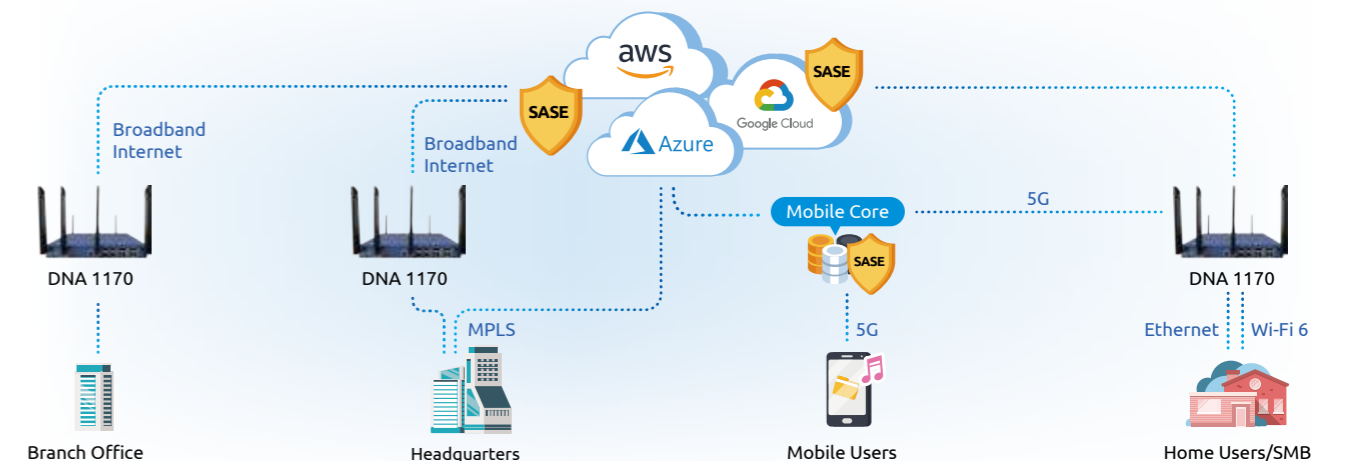 aws
SASE
SASE
Google Cloud
Azure
Broadband
Internet
Broadband
Internet
Mobile Core
5G
SASE
DNA 1170
DNA 1170
DNA 1170
MPLS
5G
Ethernet
Wi-Fi 6
Branch Office
Headquarters
Mobile Users
Home Users/SMB